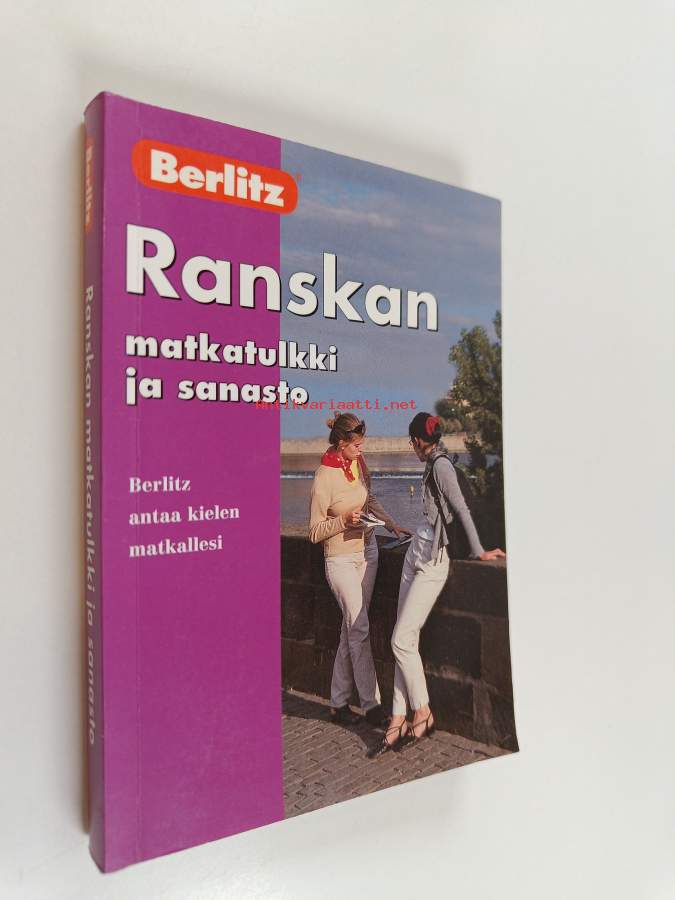 Berlitz
Ranskan
matkatulkki
ja sanasto
antikvariaatti.net
Berlitz
antaa kielen
matkallesi
Berlitz Ranskan matkatulkki ja sanasto